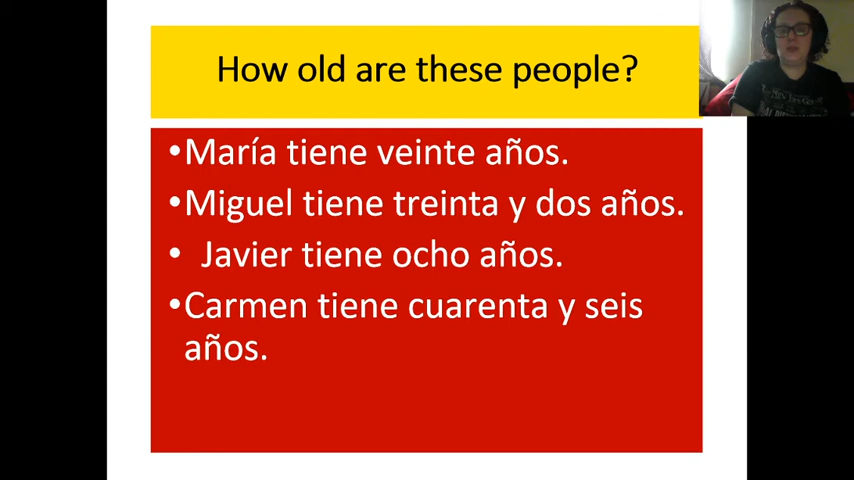 How old are these people?
•María tiene veinte años.
•Miguel tiene treinta y dos años.
• Javier tiene ocho años.
•Carmen tiene cuarenta y seis
años.